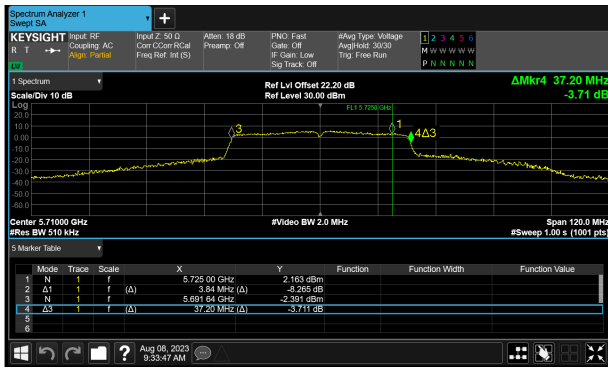 Spectrum Analyzer 1
Swept SA
KEYSIGHT Input: RF Input Z: 50 Ω Atten: 18 dB PNO: Fast #Avg Type: Voltage 1 2 3 4 5 6
R T Coupling: AC Corr CCorr RCal Preamp: Off Gate: Off Avg|Hold: 30/30 M W W W W W
Align: Partial Freq Ref: Int (S) IF Gain: Low Trig: Free Run
Sig Track: Off P N N N N N
LXI
1 Spectrum
Ref Lvl Offset 22.20 dB ΔMkr4 37.20 MHz
Scale/Div 10 dB Ref Level 30.00 dBm -3.71 dB
Log
FL1 5.7250 GHz
20.0
10.0
0.00
-10.0
-20.0
-30.0
-40.0
-50.0
-60.0
3 1 4Δ3
Center 5.71000 GHz #Video BW 2.0 MHz Span 120.0 MHz
#Res BW 510 kHz #Sweep 1.00 s (1001 pts)
5 Marker Table
Mode Trace Scale X Y Function Function Width Function Value
1 N 1 f 5.725 00 GHz 2.163 dBm
2 Δ1 1 f (Δ) 3.84 MHz (Δ) -8.265 dB
3 N 1 f 5.691 64 GHz -2.391 dBm
4 Δ3 1 f (Δ) 37.20 MHz (Δ) -3.711 dB
5
6
? Aug 08, 2023
9:33:47 AM